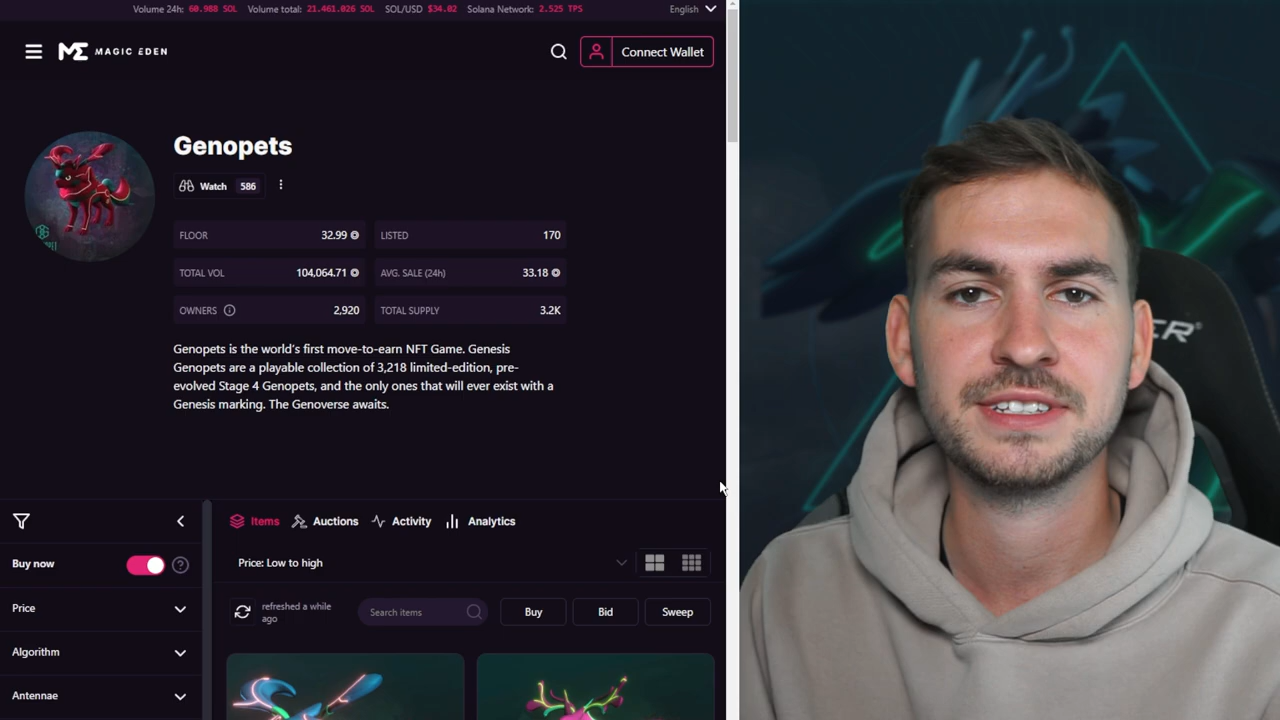 Volume 24h: 60.988 SOL Volume total: 21.461.026 SOL SOL/USD $34.02 Solana Network: 2.525 TPS English
MAGIC EDEN
Connect Wallet
Genopets
Watch 586
FLOOR 32.99
LISTED 170
TOTAL VOL 104,064.71
AVG. SALE (24h) 33.18
OWNERS 2,920
TOTAL SUPPLY 3.2K
Genopets is the world's first move-to-earn NFT Game. Genesis
Genopets are a playable collection of 3,218 limited-edition, pre-
evolved Stage 4 Genopets, and the only ones that will ever exist with a
Genesis marking. The Genoverse awaits.
Items Auctions Activity Analytics
Buy now
Price: Low to high
Price
refreshed a while
ago
Search items
Buy
Bid
Sweep
Algorithm
Antennae